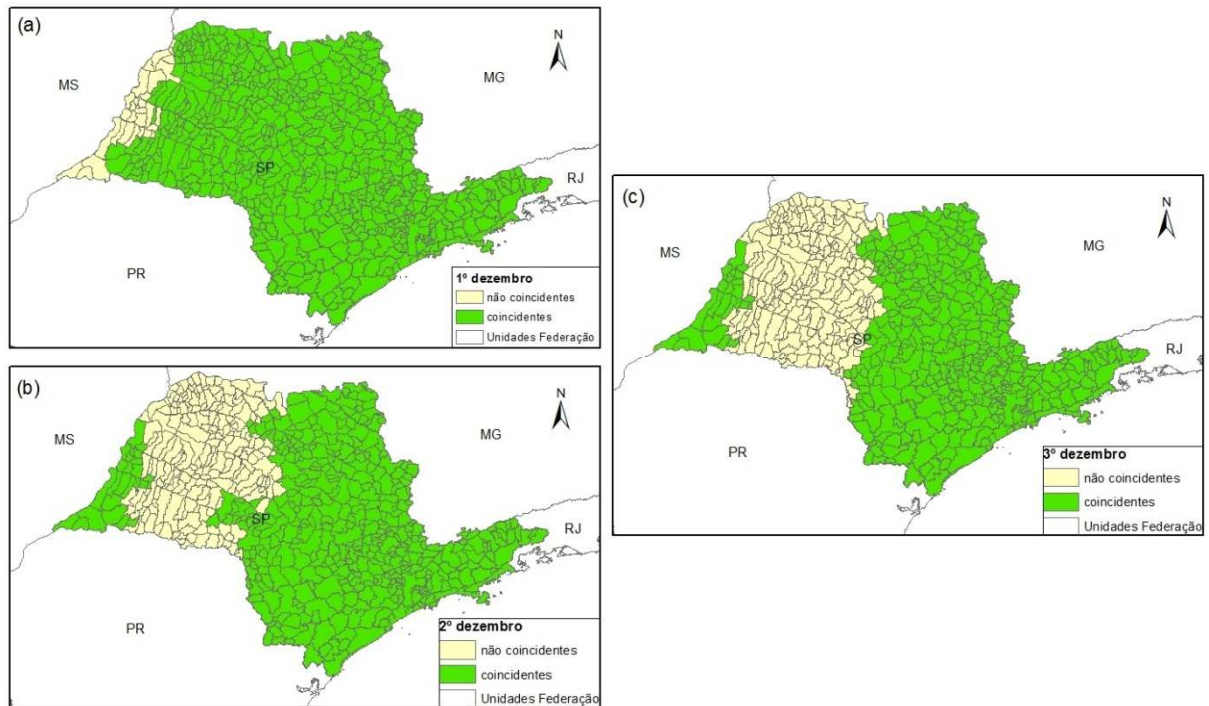 (a)
N
MS
MG
SP
RJ
PR
1º dezembro
não coincidentes
coincidentes
Unidades Federação
(b)
N
MS
MG
SP
RJ
PR
2º dezembro
não coincidentes
coincidentes
Unidades Federação
(c)
N
MS
MG
SP
RJ
PR
3º dezembro
não coincidentes
coincidentes
Unidades Federação